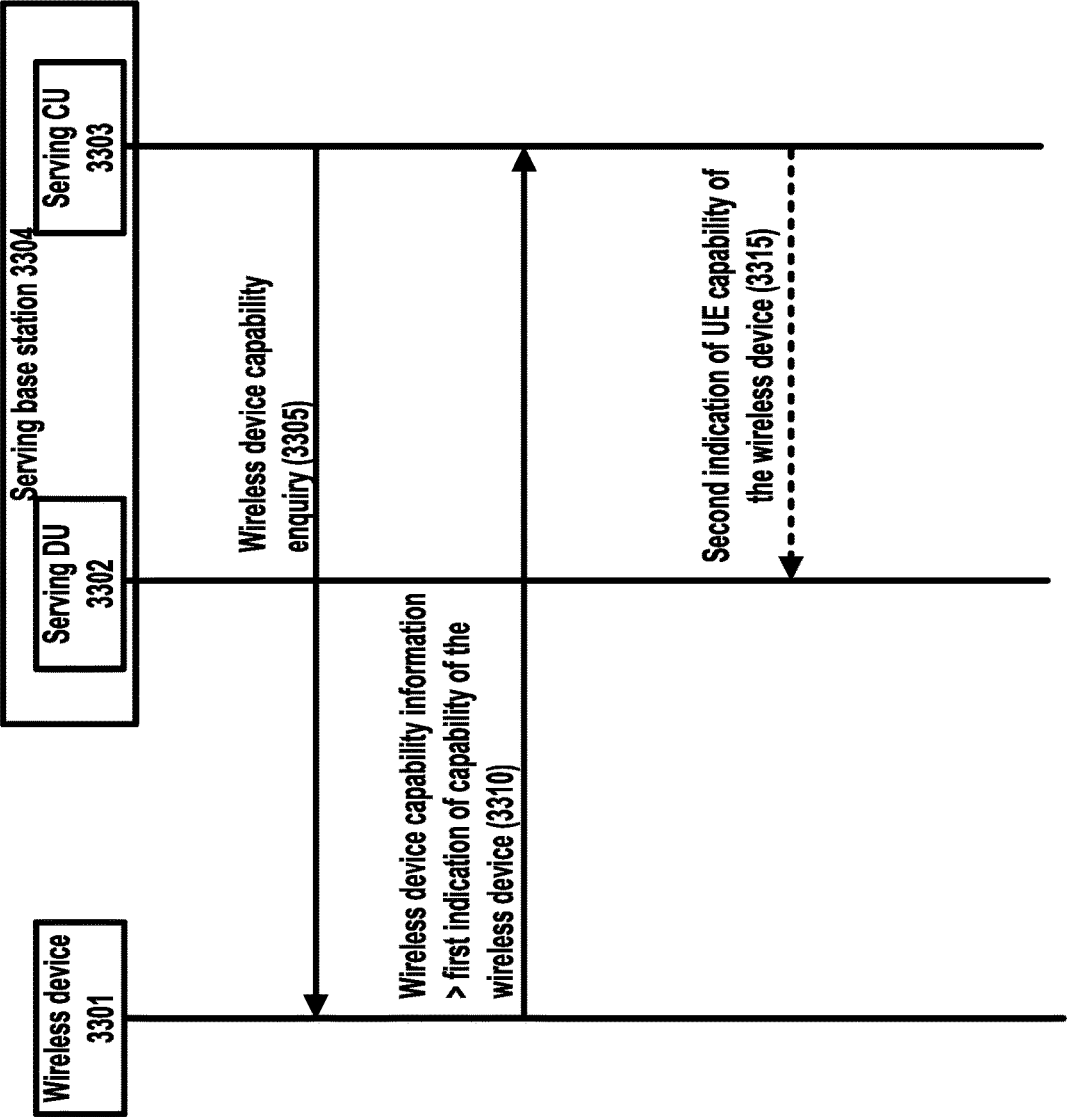 Serving base station 3304
Wireless device
3301
Serving DU
3302
Serving CU
3303
Wireless device capability
enquiry (3305)
Wireless device capability information
> first indication of capability of the
wireless device (3310)
Second indication of UE capability of
the wireless device (3315)